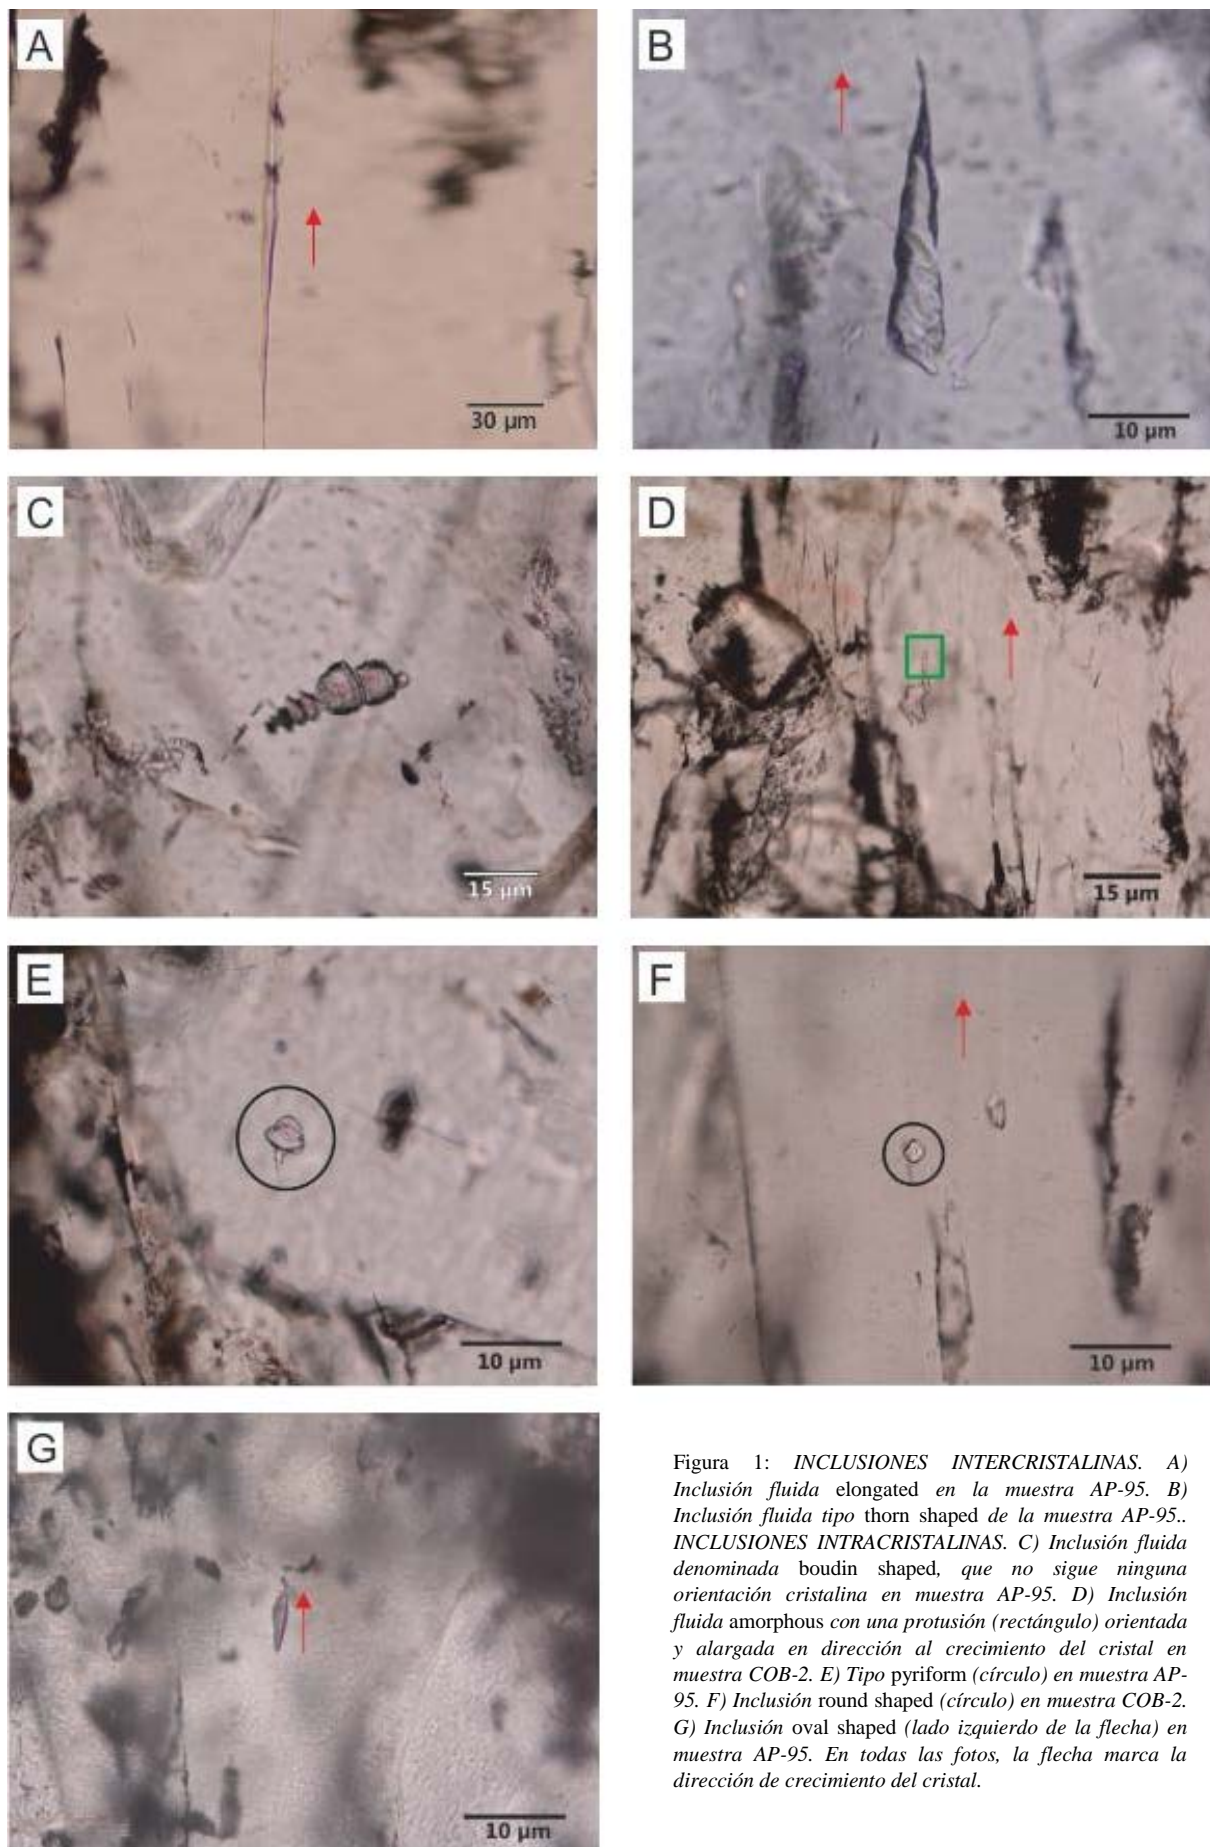 A
B
30 µm
10 µm
C
D
15 µm
15 µm
E
F
10 µm
10 µm
G
10 µm
Figura 1: INCLUSIONES INTERCRISTALINAS. A)
Inclusión fluida elongated en la muestra AP-95. B)
Inclusión fluida tipo thorn shaped de la muestra AP-95..
INCLUSIONES INTRACRISTALINAS. C) Inclusión fluida
denominada boudin shaped, que no sigue ninguna
orientación cristalina en muestra AP-95. D) Inclusión
fluida amorphous con una protusión (rectángulo) orientada
y alargada en dirección al crecimiento del cristal en
muestra COB-2. E) Tipo pyriform (círculo) en muestra AP-
95. F) Inclusión round shaped (círculo) en muestra COB-2.
G) Inclusión oval shaped (lado izquierdo de la flecha) en
muestra AP-95. En todas las fotos, la flecha marca la
dirección de crecimiento del cristal.